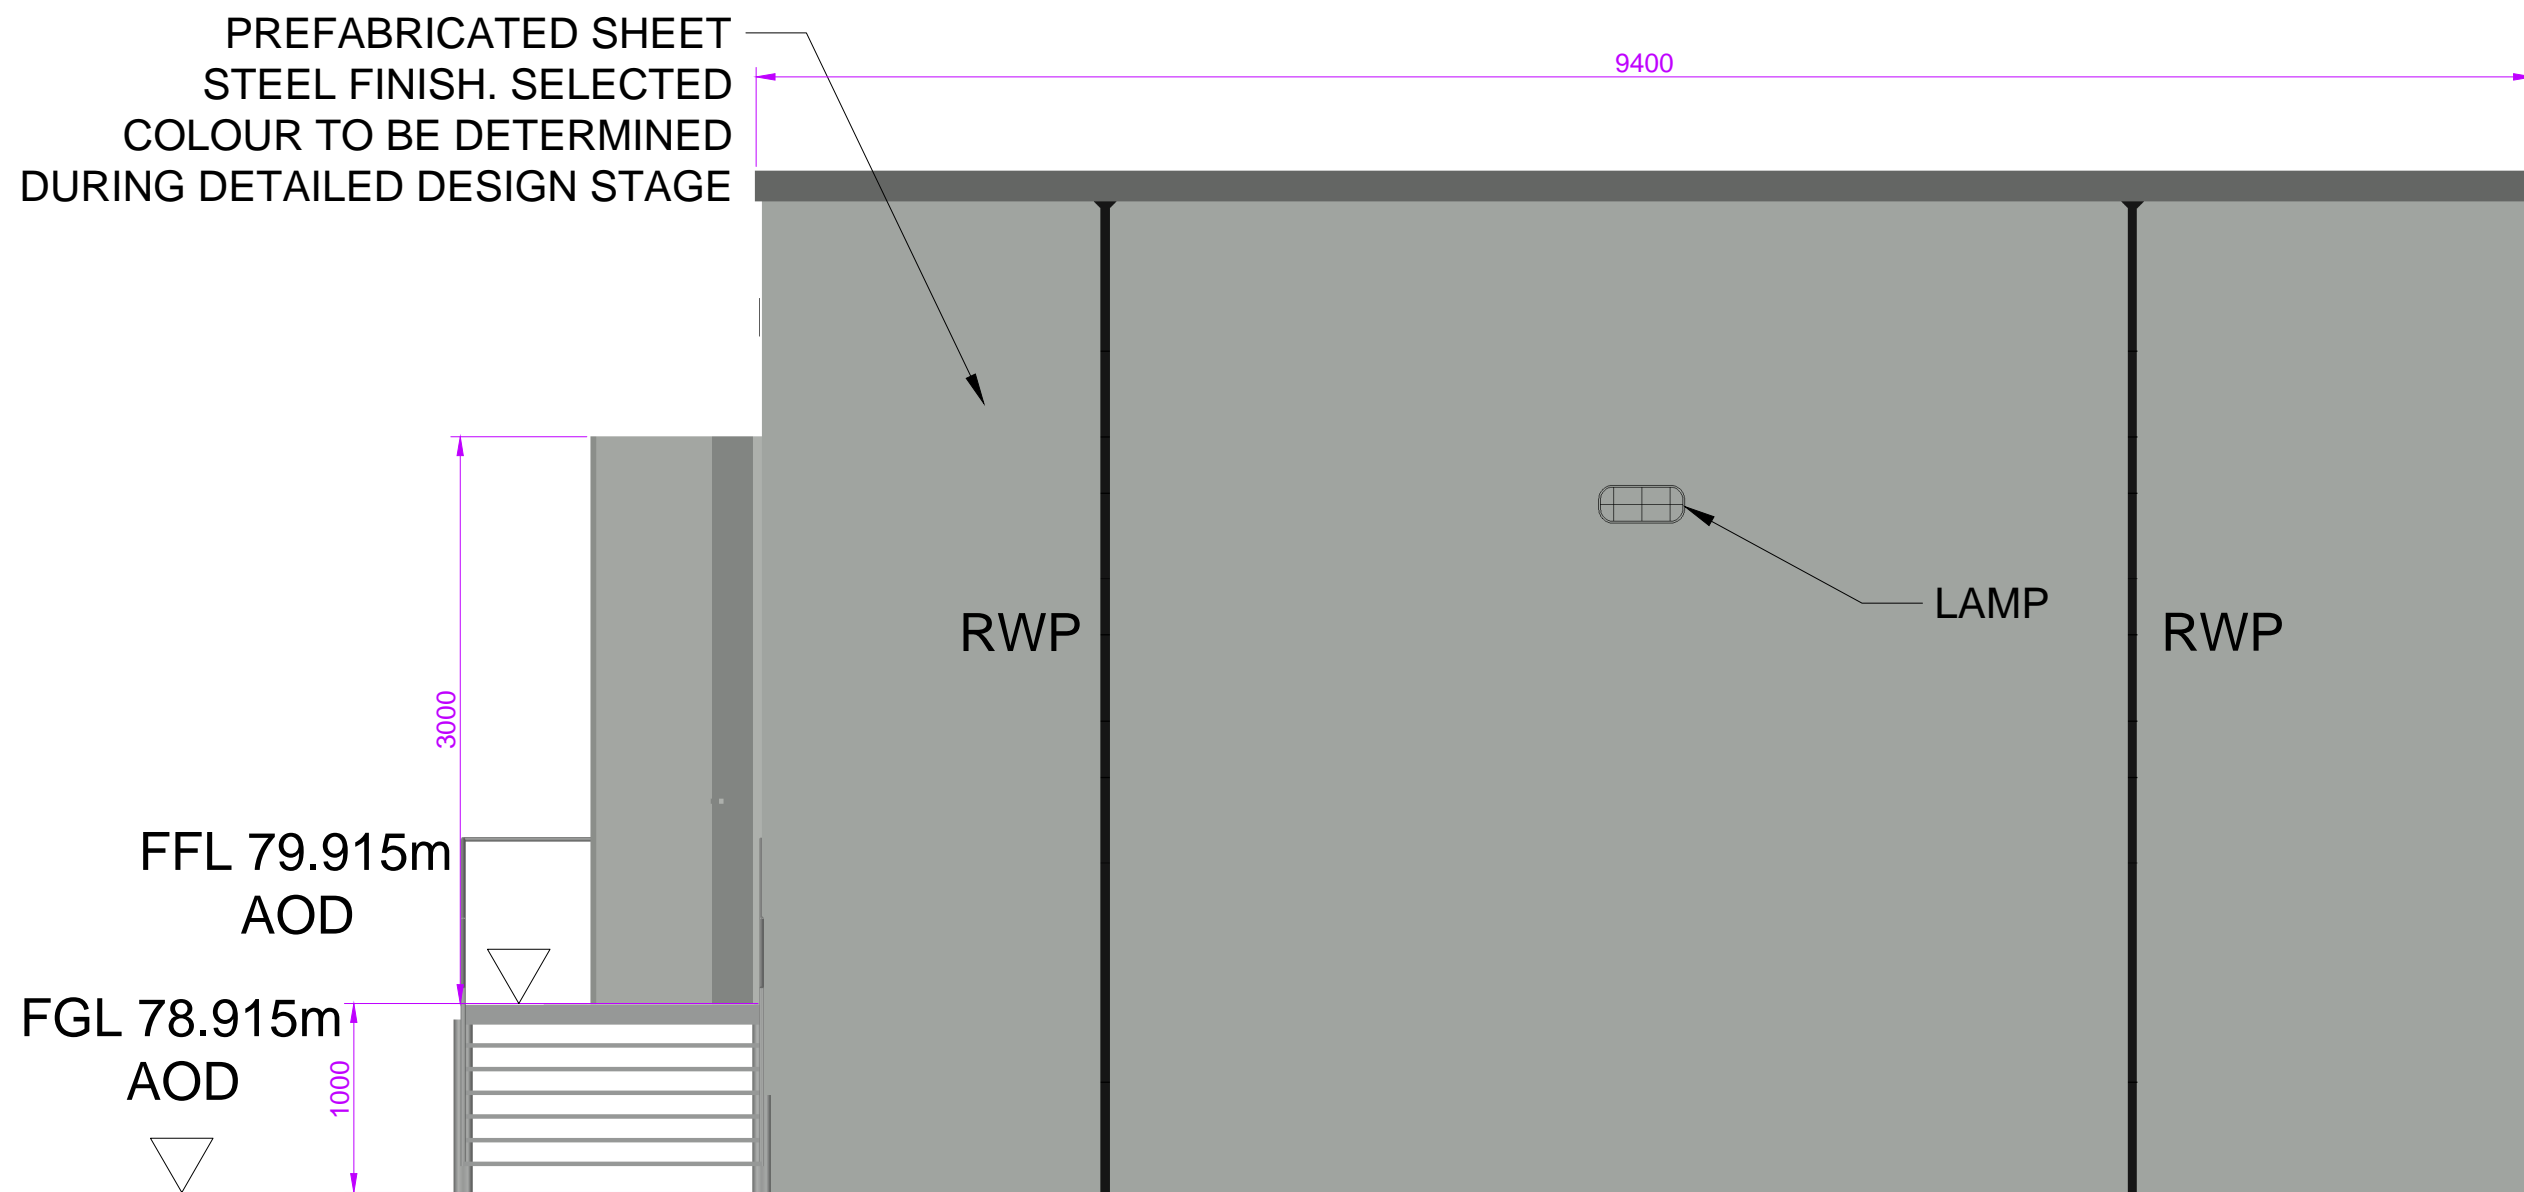 PREFABRICATED SHEET
STEEL FINISH. SELECTED
COLOUR TO BE DETERMINED
DURING DETAILED DESIGN STAGE
9400
3000
LAMP
RWP
RWP
FFL 79.915m
AOD
FGL 78.915m
AOD
1000